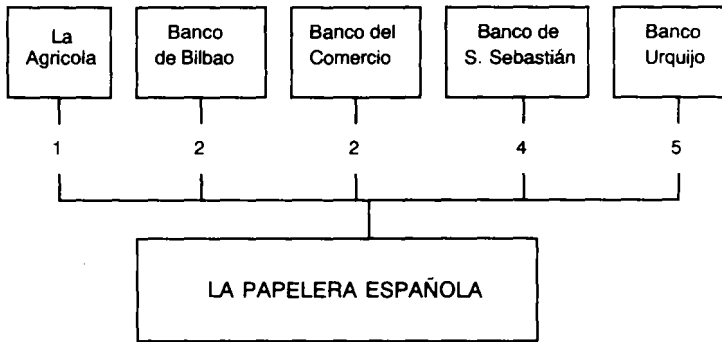 La
Agricola
Banco
de Bilbao
Banco del
Comercio
Banco de
S. Sebastián
Banco
Urquijo
1 2 2 4 5
LA PAPELERA ESPAÑOLA